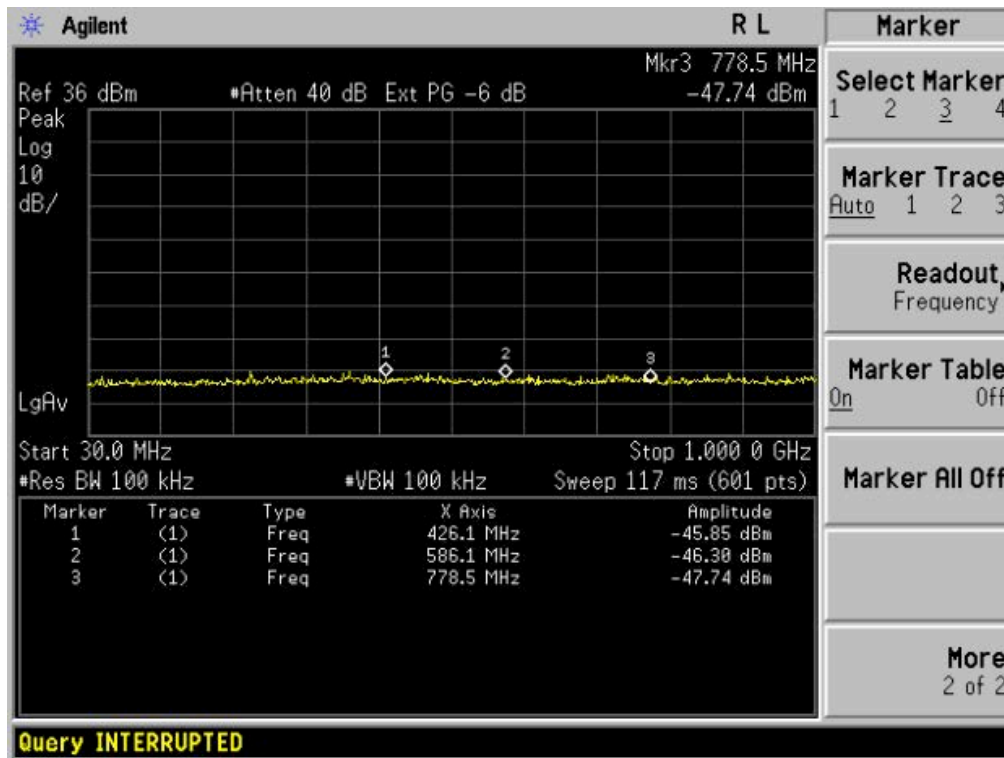 Agilent R L
Mkr3 778.5 MHz
Ref 36 dBm #Atten 40 dB Ext PG -6 dB -47.74 dBm
Peak
Log
10
dB/
1 2 3
LgAv
Start 30.0 MHz Stop 1.000 0 GHz
#Res BW 100 kHz #VBW 100 kHz Sweep 117 ms (601 pts)
Marker Trace Type X Axis Amplitude
1 (1) Freq 426.1 MHz -45.85 dBm
2 (1) Freq 586.1 MHz -46.30 dBm
3 (1) Freq 778.5 MHz -47.74 dBm
Query INTERRUPTED
Marker
Select Marker
1 2 3 4
Marker Trace
Auto 1 2 3
Readout
Frequency
Marker Table
On Off
Marker All Off
More
2 of 2